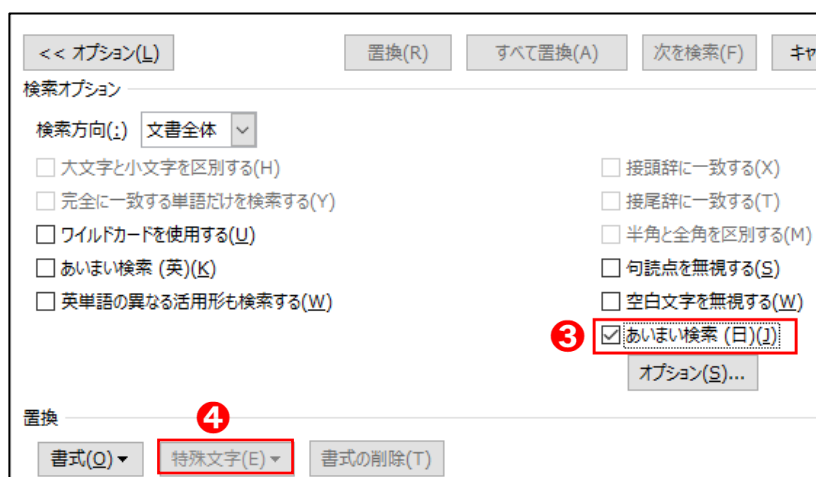 << オプション(L) 置換(R) すべて置換(A) 次を検索(F) キャ
検索オプション
検索方向(:) 文書全体
大文字と小文字を区別する(H) 接頭辞に一致する(X)
完全に一致する単語だけを検索する(Y) 接尾辞に一致する(T)
ワイルドカードを使用する(U) 半角と全角を区別する(M)
あいまい検索 (英)(K) 句読点を無視する(S)
英単語の異なる活用形も検索する(W) 空白文字を無視する(W)
❸ あいまい検索 (日)(J)
オプション(S)...
置換 ❹
書式(O) 特殊文字(E) 書式の削除(T)